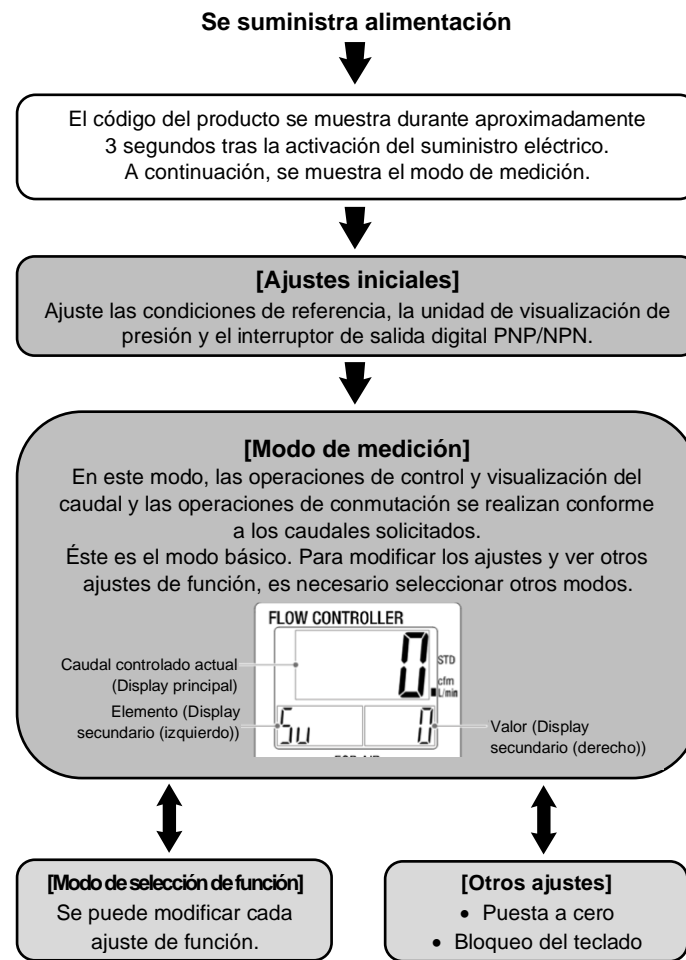 Se suministra alimentación
El código del producto se muestra durante aproximadamente
3 segundos tras la activación del suministro eléctrico.
A continuación, se muestra el modo de medición.
[Ajustes iniciales]
Ajuste las condiciones de referencia, la unidad de visualización de
presión y el interruptor de salida digital PNP/NPN.
[Modo de medición]
En este modo, las operaciones de control y visualización del
caudal y las operaciones de conmutación se realizan conforme
a los caudales solicitados.
Éste es el modo básico. Para modificar los ajustes y ver otros
ajustes de función, es necesario seleccionar otros modos.
FLOW CONTROLLER
0
STD
cfm
L/min
Caudal controlado actual
(Display principal)
Elemento (Display
secundario (izquierdo))
Su
0
Valor (Display
secundario (derecho))
[Modo de selección de función]
Se puede modificar cada
ajuste de función.
[Otros ajustes]
• Puesta a cero
• Bloqueo del teclado